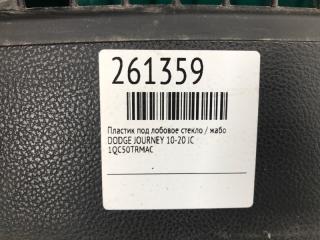 261359
Пластик под лобовое стекло / жабо
DODGE JOURNEY 10-20 JC
1QC50TRMAC